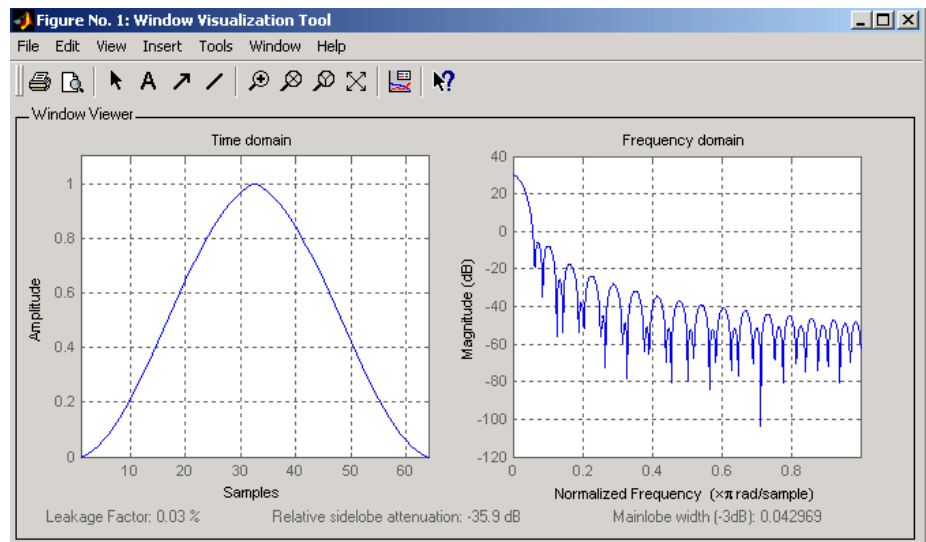 Figure No. 1: Window Visualization Tool
File Edit View Insert Tools Window Help
A
Window Viewer
Time domain
1
0.8
0.6
0.4
0.2
0
10 20 30 40 50 60
Amplitude
Samples
Frequency domain
40
20
0
-20
-40
-60
-80
-100
-120
0 0.2 0.4 0.6 0.8
Magnitude (dB)
Normalized Frequency (×π rad/sample)
Leakage Factor: 0.03 % Relative sidelobe attenuation: -35.9 dB Mainlobe width (-3dB): 0.042969